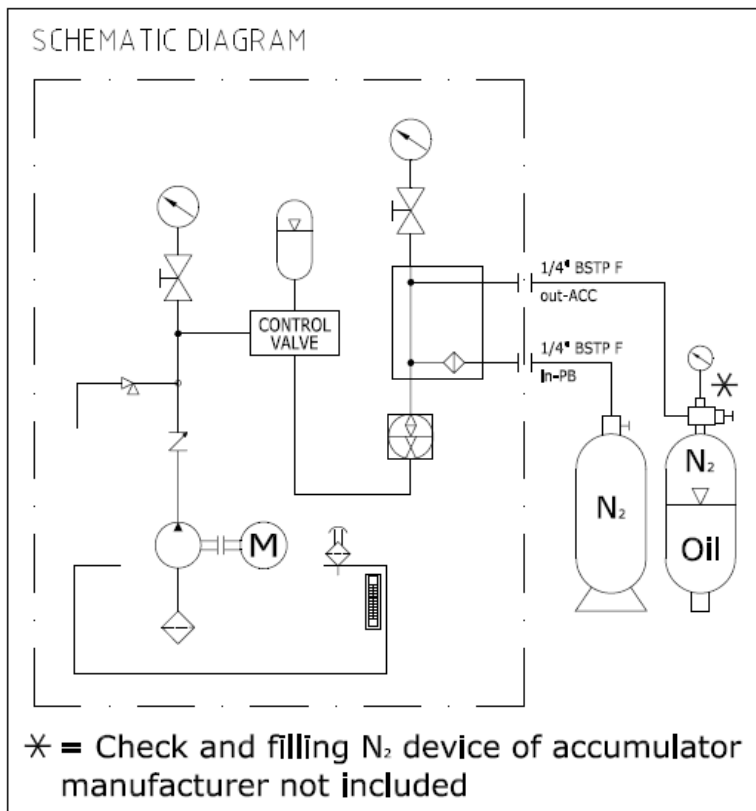 SCHEMATIC DIAGRAM
1/4" BSTP F
out-ACC
CONTROL
VALVE
1/4" BSTP F
In-PB
N₂
N₂
M
Oil
* = Check and filling N₂ device of accumulator
manufacturer not included